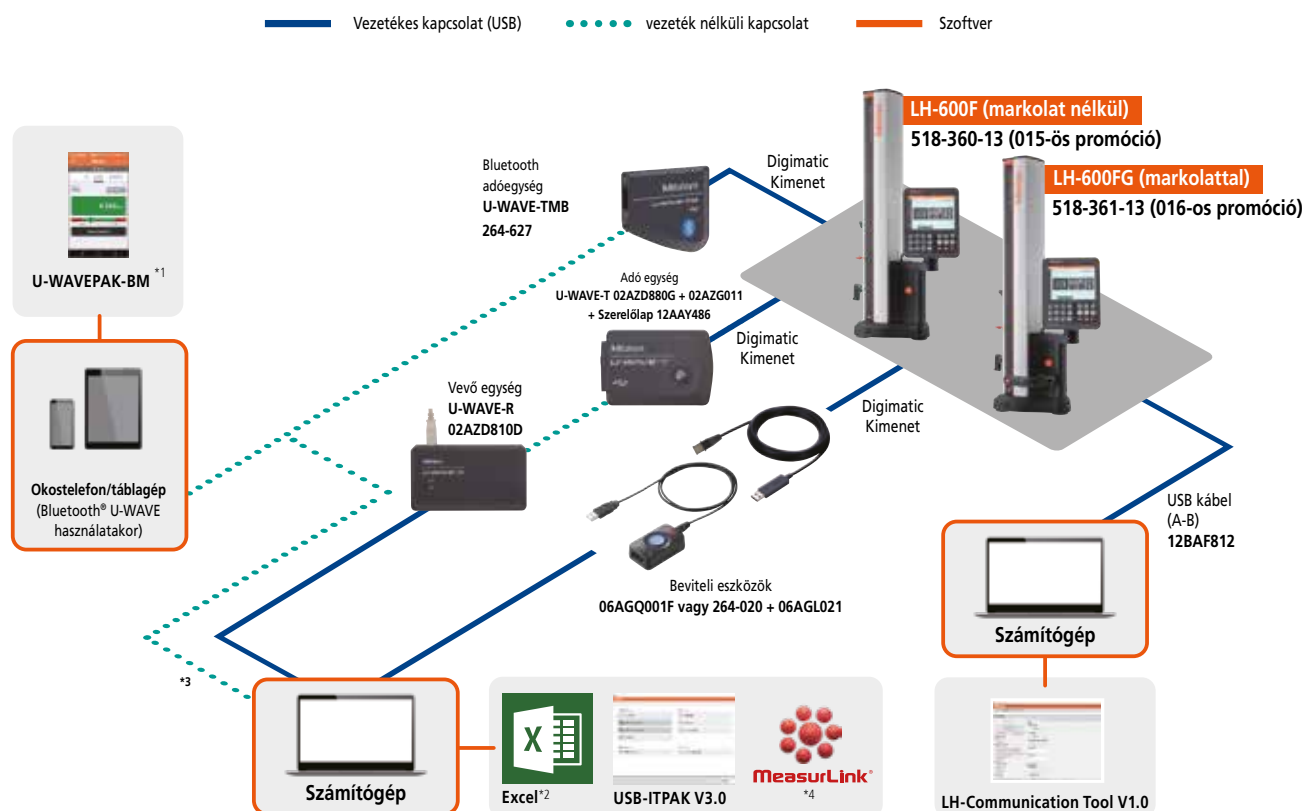 Vezetékes kapcsolat (USB)
vezeték nélküli kapcsolat
Szoftver
LH-600F (markolat nélkül)
518-360-13 (015-ös promóció)
LH-600FG (markolattal)
518-361-13 (016-os promóció)
Bluetooth
adóegység
U-WAVE-TMB
264-627
Digimatic
Kimenet
U-WAVEPAK-BM *1
Adó egység
U-WAVE-T 02AZD880G + 02AZG011
+ Szerelőlap 12AAY486
Digimatic
Kimenet
Vevő egység
U-WAVE-R
02AZD810D
Digimatic
Kimenet
Okostelefon/táblagép
(Bluetooth® U-WAVE
használatakor)
USB kábel
(A-B)
12BAF812
Beviteli eszközök
06AGQ001F vagy 264-020 + 06AGL021
Számítógép
*3
Számítógép
Excel*2
USB-ITPAK V3.0
MeasurLink®
*4
LH-Communication Tool V1.0